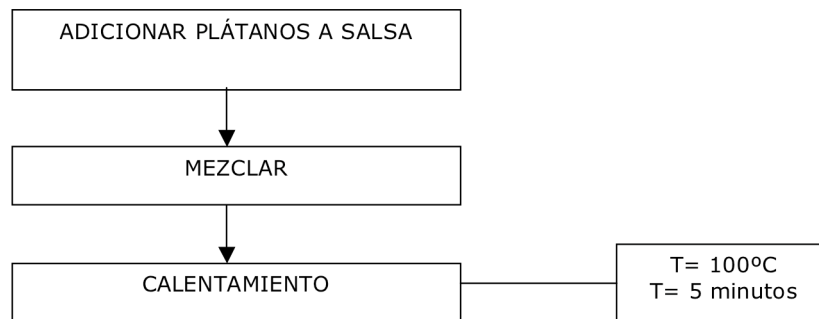 ADICIONAR PLÁTANOS A SALSA
MEZCLAR
CALENTAMIENTO
T= 100ºC
T= 5 minutos